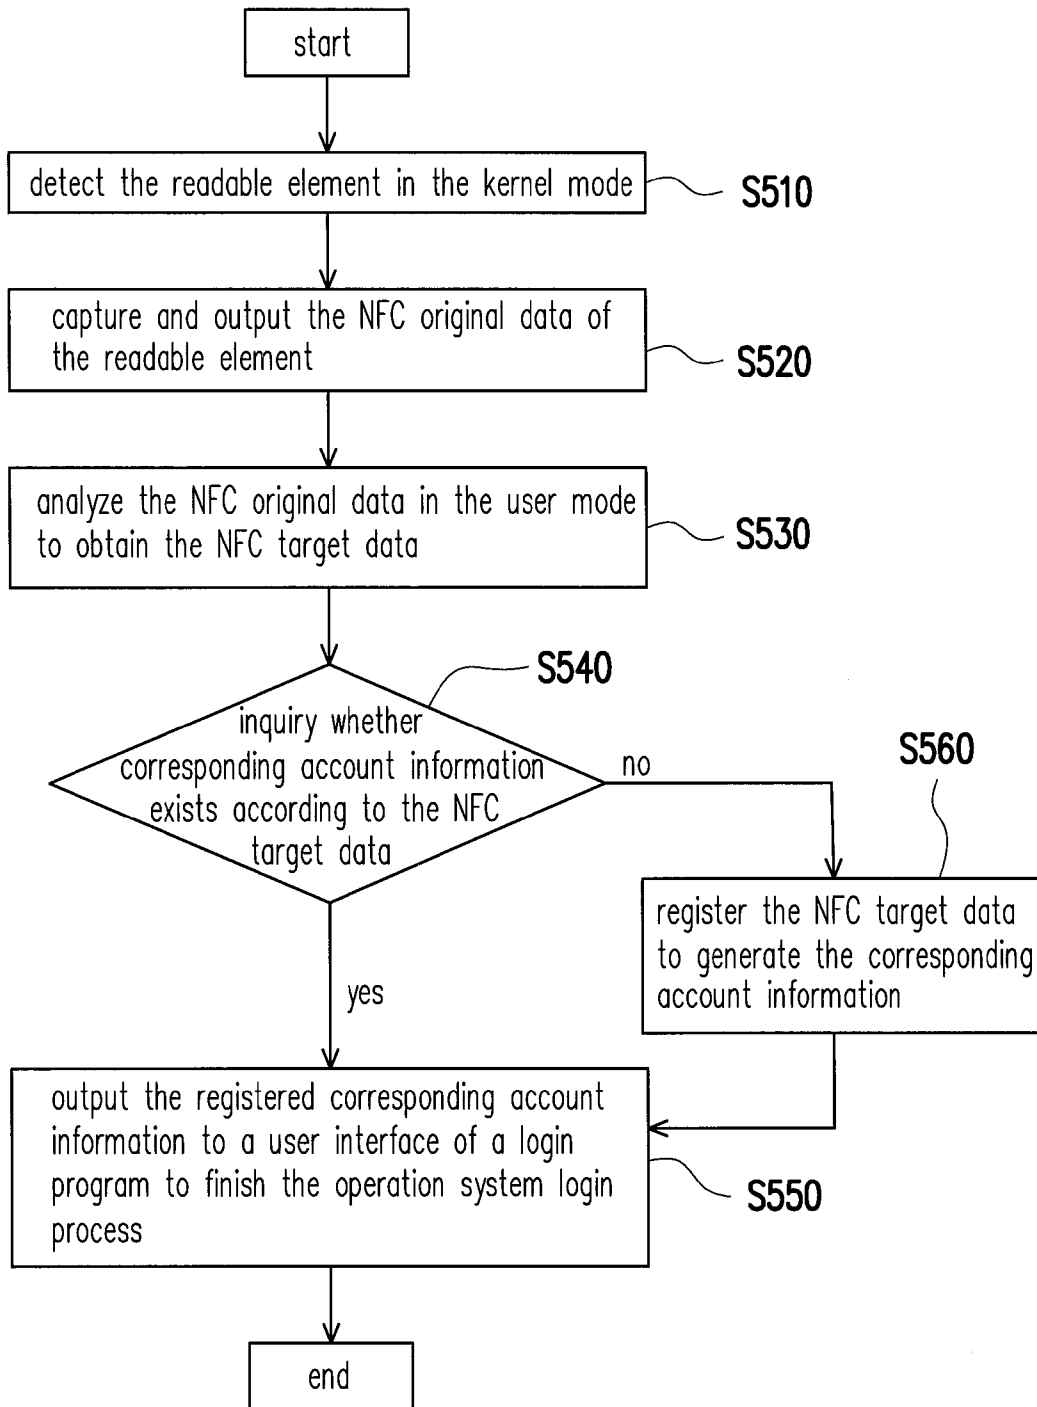 start
detect the readable element in the kernel mode
S510
capture and output the NFC original data of
the readable element
S520
analyze the NFC original data in the user mode
to obtain the NFC target data
S530
S540
inquiry whether
corresponding account information
exists according to the NFC
target data
no
S560
register the NFC target data
to generate the corresponding
account information
yes
output the registered corresponding account
information to a user interface of a login
program to finish the operation system login
process
S550
end